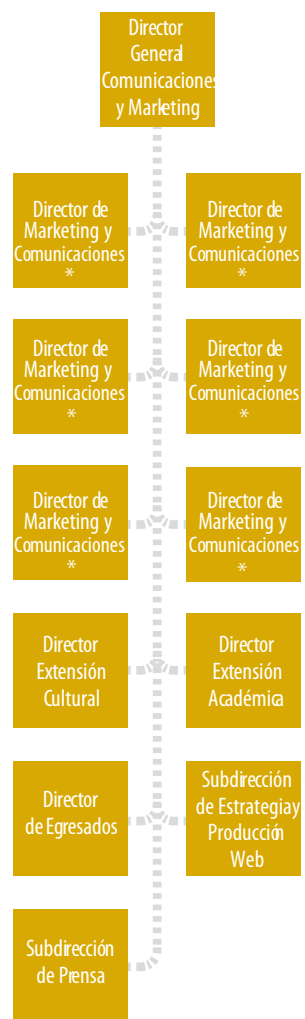 Director
General
Comunicaciones
y Marketing
Director de
Marketing y
Comunicaciones
*
Director de
Marketing y
Comunicaciones
*
Director de
Marketing y
Comunicaciones
*
Director de
Marketing y
Comunicaciones
*
Director de
Marketing y
Comunicaciones
*
Director de
Marketing y
Comunicaciones
*
Director
Extensión
Cultural
Director
Extensión
Académica
Director
de Egresados
Subdirección
de Estrategia y
Producción
Web
Subdirección
de Prensa